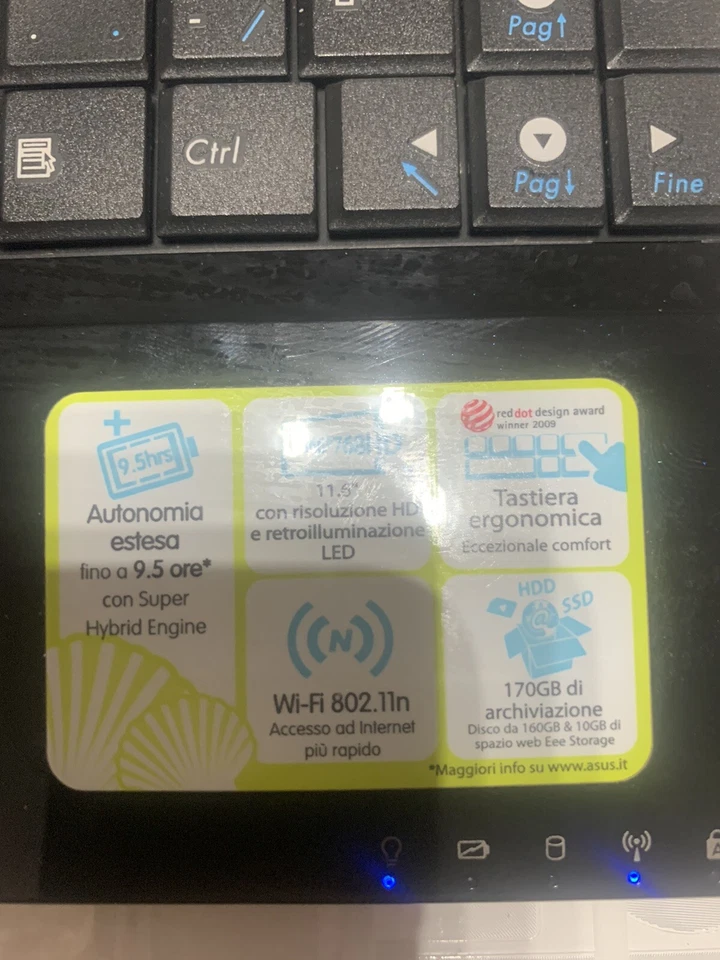 Pag↑
Ctrl
Pag↓
Fine
9.5hrs
Autonomia
estesa
fino a 9.5 ore*
con Super
Hybrid Engine
11.6"
con risoluzione HD
e retroilluminazione
LED
reddot design award
winner 2009
Tastiera
ergonomica
Eccezionale comfort
N
Wi-Fi 802.11n
Accesso ad Internet
più rapido
HDD
SSD
@
170GB di
archiviazione
Disco da 160GB & 10GB di
spazio web Eee Storage
*Maggiori info su www.asus.it
A